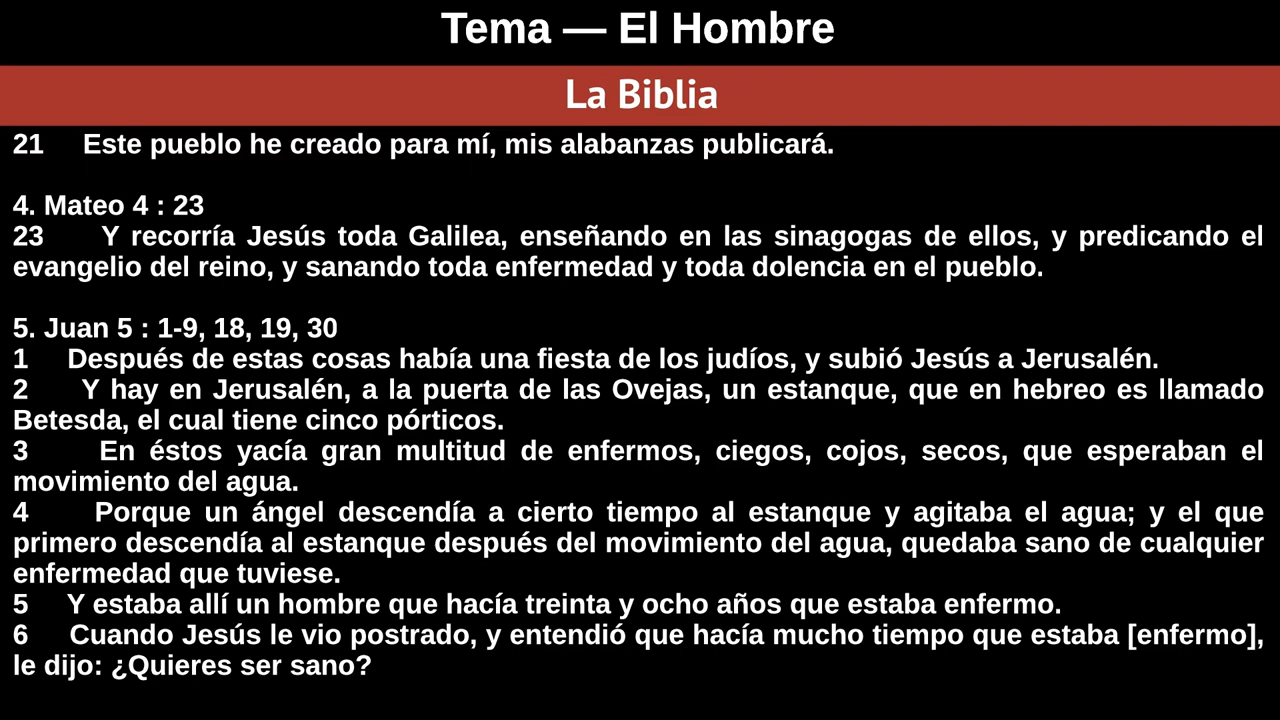 Tema — El Hombre
La Biblia
21 Este pueblo he creado para mí, mis alabanzas publicará.
4. Mateo 4 : 23
23 Y recorría Jesús toda Galilea, enseñando en las sinagogas de ellos, y predicando el
evangelio del reino, y sanando toda enfermedad y toda dolencia en el pueblo.
5. Juan 5 : 1-9, 18, 19, 30
1 Después de estas cosas había una fiesta de los judíos, y subió Jesús a Jerusalén.
2 Y hay en Jerusalén, a la puerta de las Ovejas, un estanque, que en hebreo es llamado
Betesda, el cual tiene cinco pórticos.
3 En éstos yacía gran multitud de enfermos, ciegos, cojos, secos, que esperaban el
movimiento del agua.
4 Porque un ángel descendía a cierto tiempo al estanque y agitaba el agua; y el que
primero descendía al estanque después del movimiento del agua, quedaba sano de cualquier
enfermedad que tuviese.
5 Y estaba allí un hombre que hacía treinta y ocho años que estaba enfermo.
6 Cuando Jesús le vio postrado, y entendió que hacía mucho tiempo que estaba [enfermo],
le dijo: ¿Quieres ser sano?